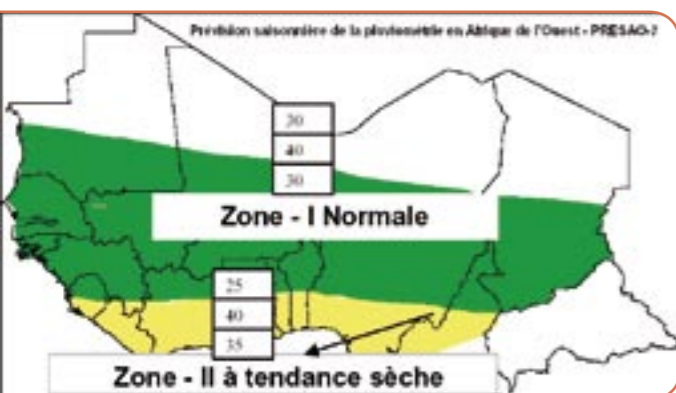 Prévision saisonnière de la pluviométrie en Afrique de l'Ouest - PRESAO-7
30
40
30
Zone - I Normale
25
40
35
Zone - II à tendance sèche